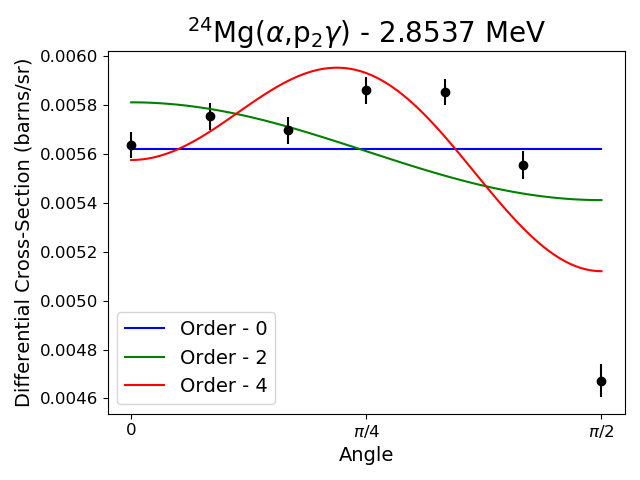 ²⁴Mg(α,p₂γ) - 2.8537 MeV
Differential Cross-Section (barns/sr)
0.0060
0.0058
0.0056
0.0054
0.0052
0.0050
0.0048
0.0046
Order - 0
Order - 2
Order - 4
0 π/4 π/2
Angle